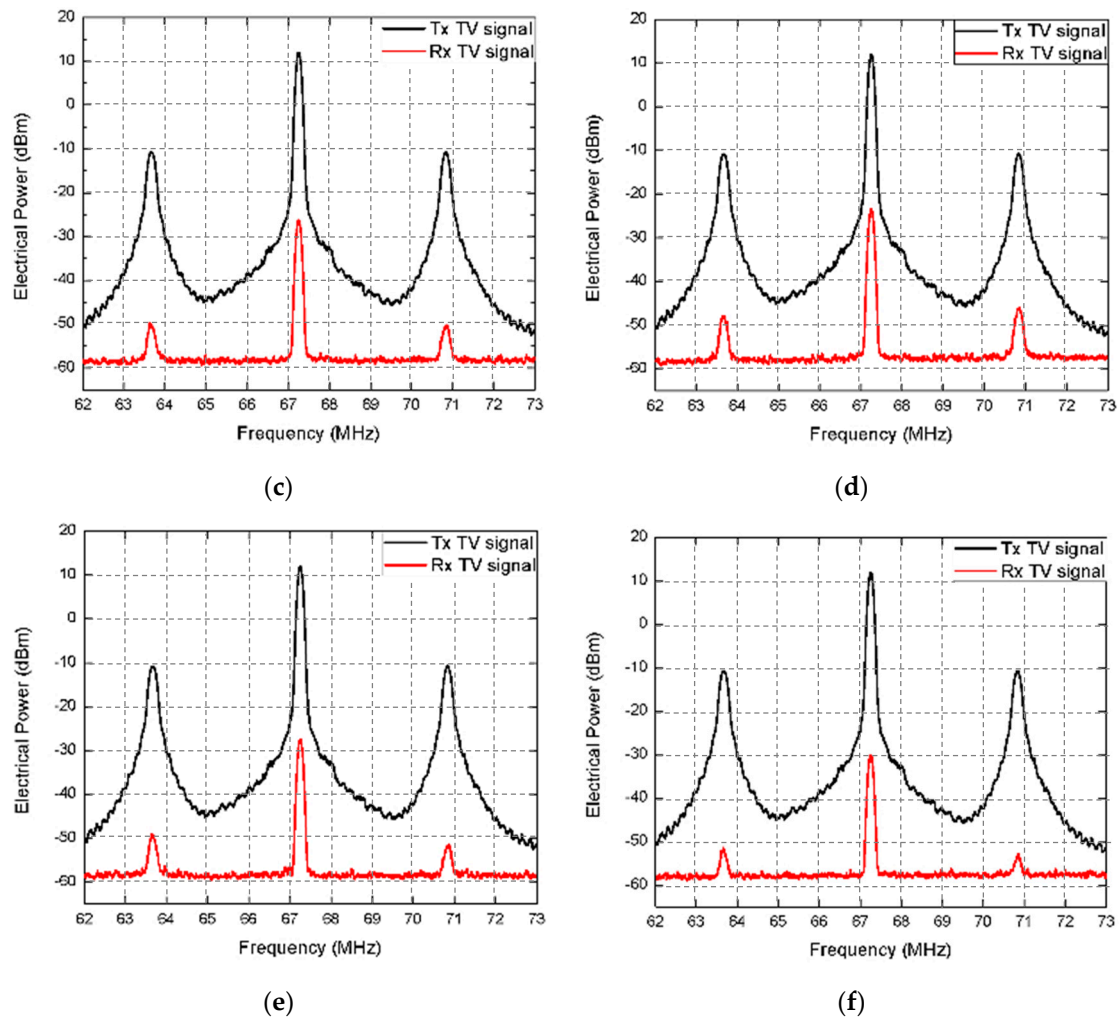 20
10
0
-10
-20
-30
-40
-50
-60
Electrical Power (dBm)
Tx TV signal
Rx TV signal
62 63 64 65 66 67 68 69 70 71 72 73
Frequency (MHz)
(c)
20
10
0
-10
-20
-30
-40
-50
-60
Electrical Power (dBm)
Tx TV signal
Rx TV signal
62 63 64 65 66 67 68 69 70 71 72 73
Frequency (MHz)
(d)
20
10
0
-10
-20
-30
-40
-50
-60
Electrical Power (dBm)
Tx TV signal
Rx TV signal
62 63 64 65 66 67 68 69 70 71 72 73
Frequency (MHz)
(e)
20
10
0
-10
-20
-30
-40
-50
-60
Electrical Power (dBm)
Tx TV signal
Rx TV signal
62 63 64 65 66 67 68 69 70 71 72 73
Frequency (MHz)
(f)